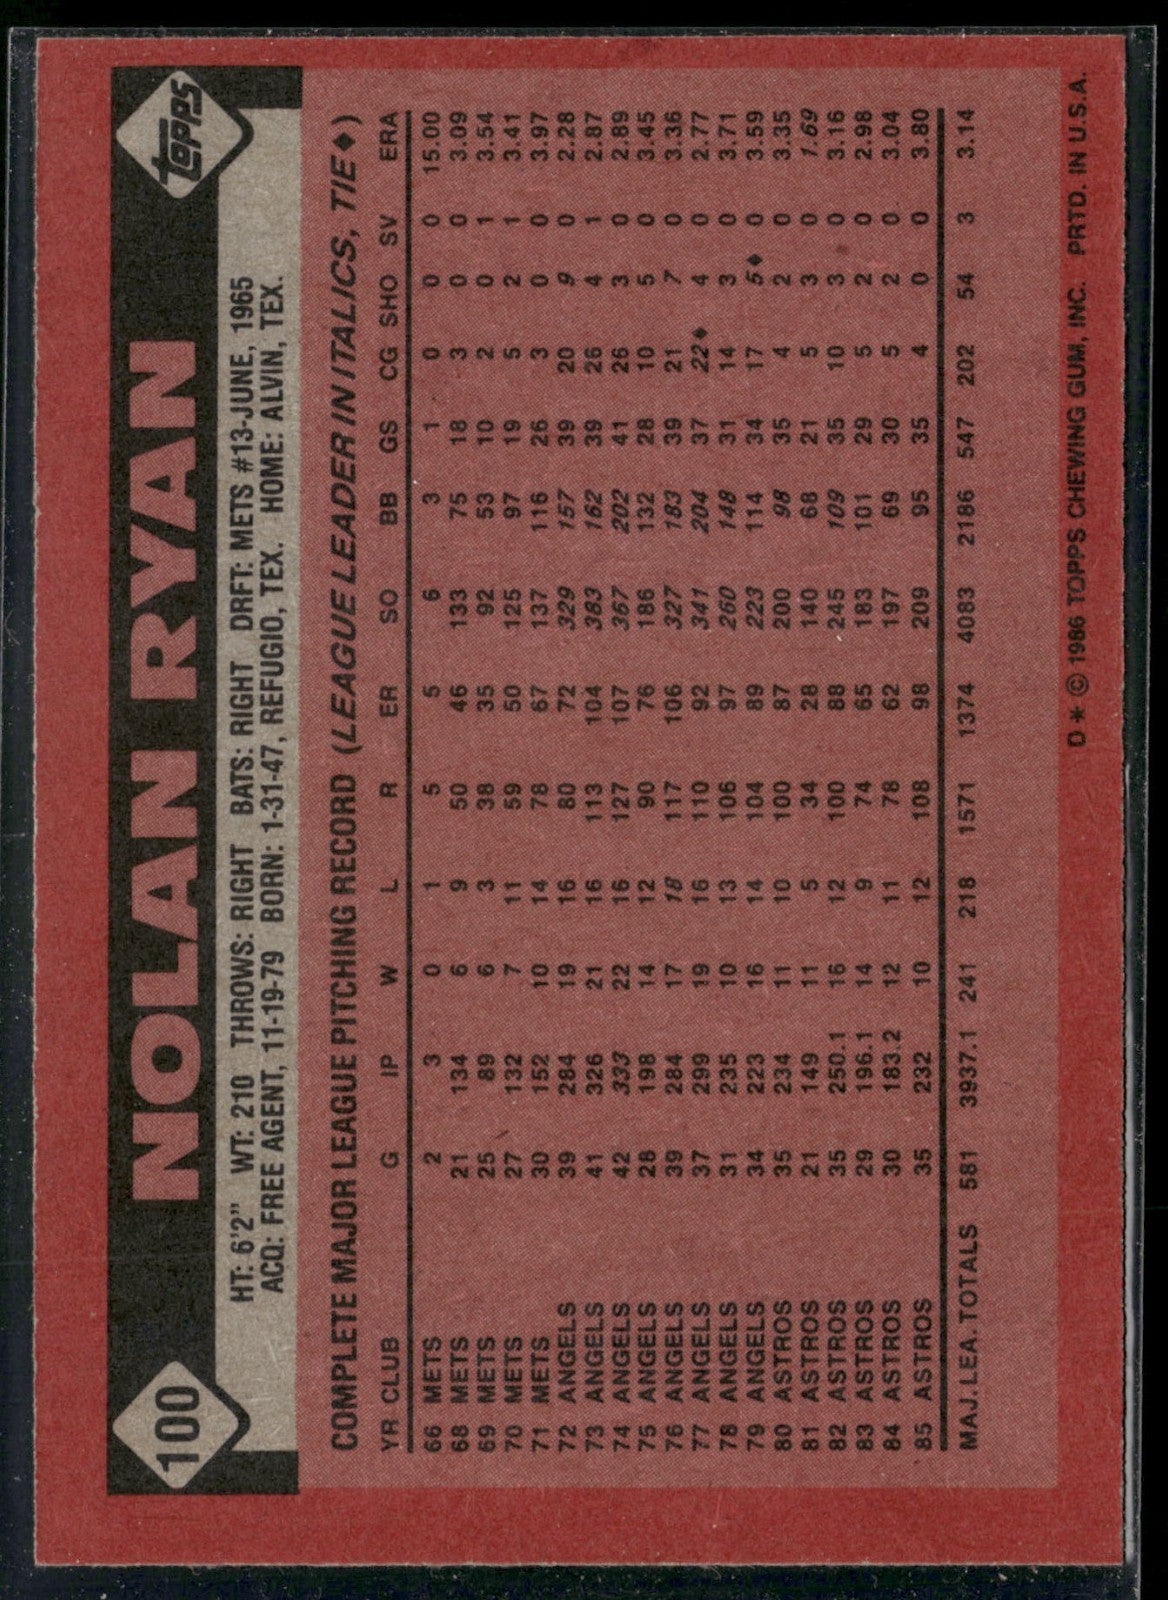 100
NOLAN RYAN
TOPPS
HT: 6'2" WT: 210 THROWS: RIGHT BATS: RIGHT DRFT: METS #13-JUNE, 1965
ACQ: FREE AGENT, 11-19-79 BORN: 1-31-47, REFUGIO, TEX. HOME: ALVIN, TEX.
COMPLETE MAJOR LEAGUE PITCHING RECORD (LEAGUE LEADER IN ITALICS, TIE ♦)
YR CLUB G IP W L R ER SO BB GS CG SHO SV ERA
66 METS 2 3 0 1 5 5 6 3 1 0 0 0 15.00
68 METS 21 134 6 9 50 46 133 75 18 3 0 0 3.09
69 METS 25 89 6 3 38 35 92 53 10 2 0 1 3.54
70 METS 27 132 7 11 59 50 125 97 19 5 2 1 3.41
71 METS 30 152 10 14 78 67 137 116 26 3 0 0 3.97
72 ANGELS 39 284 19 16 80 72 329 157 39 20 9 0 2.28
73 ANGELS 41 326 21 16 113 104 383 162 39 26 4 1 2.87
74 ANGELS 42 333 22 16 127 107 367 202 41 26 3 0 2.89
75 ANGELS 28 198 14 12 90 76 186 132 28 10 5 0 3.45
76 ANGELS 39 284 17 18 117 106 327 183 39 21 7 0 3.36
77 ANGELS 37 299 19 16 110 92 341 204 37 22♦ 4 0 2.77
78 ANGELS 31 235 10 13 106 97 260 148 31 14 3 0 3.71
79 ANGELS 34 223 16 14 104 89 223 114 34 17 5♦ 0 3.59
80 ASTROS 35 234 11 10 100 87 200 98 35 4 2 0 3.35
81 ASTROS 21 149 11 5 34 28 140 68 21 5 3 0 1.69
82 ASTROS 35 250.1 16 12 100 88 245 109 35 10 3 0 3.16
83 ASTROS 29 196.1 14 9 74 65 183 101 29 5 2 0 2.98
84 ASTROS 30 183.2 12 11 78 62 197 69 30 5 2 0 3.04
85 ASTROS 35 232 10 12 108 98 209 95 35 4 0 0 3.80
MAJ. LEA. TOTALS 581 3937.1 241 218 1571 1374 4083 2186 547 202 54 3 3.14
D * © 1986 TOPPS CHEWING GUM, INC. PRTD. IN U.S.A.